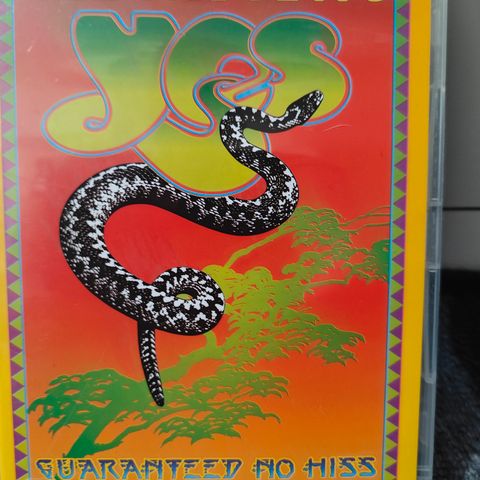 YES
GUARANTEED NO HISS